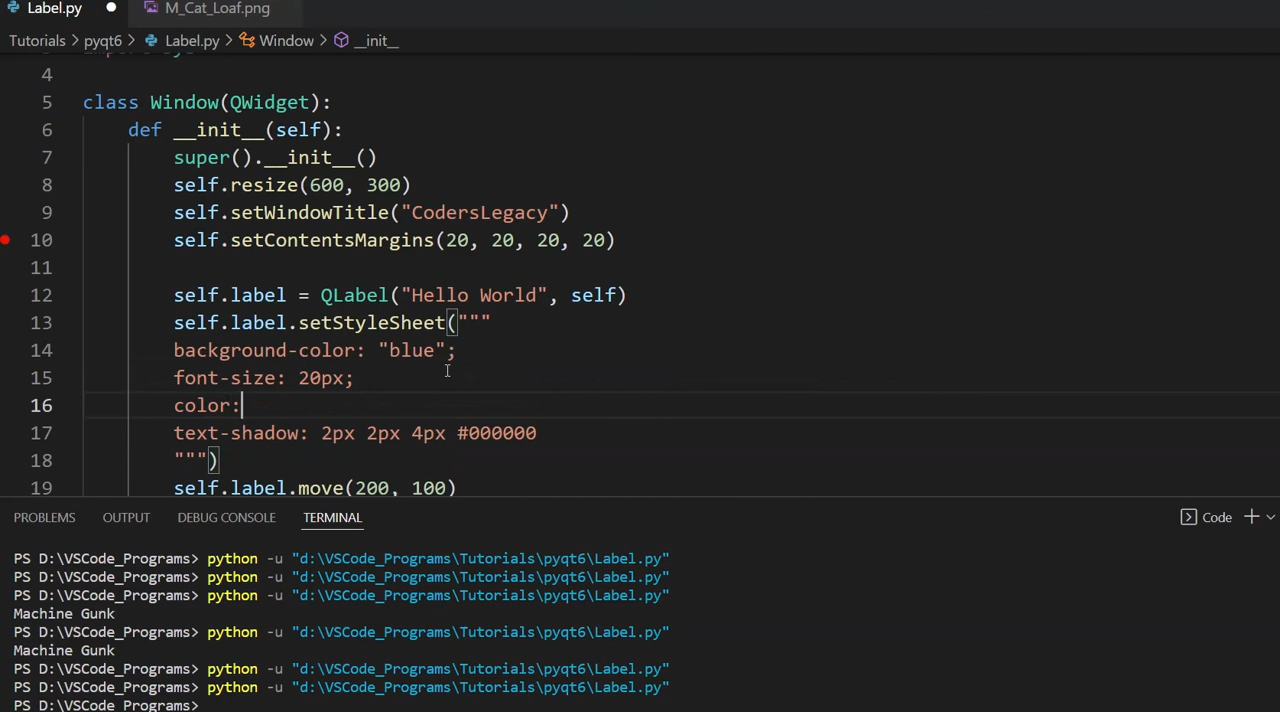 Label.py M_Cat_Loaf.png
Tutorials > pyqt6 > Label.py > Window > __init__
4
5 class Window(QWidget):
6 def __init__(self):
7 super().__init__()
8 self.resize(600, 300)
9 self.setWindowTitle("CodersLegacy")
10 self.setContentsMargins(20, 20, 20, 20)
11
12 self.label = QLabel("Hello World", self)
13 self.label.setStyleSheet("""
14 background-color: "blue";
15 font-size: 20px;
16 color:
17 text-shadow: 2px 2px 4px #000000
18 """)
19 self.label.move(200, 100)
PROBLEMS OUTPUT DEBUG CONSOLE TERMINAL Code
PS D:\VSCode_Programs> python -u "d:\VSCode_Programs\Tutorials\pyqt6\Label.py"
PS D:\VSCode_Programs> python -u "d:\VSCode_Programs\Tutorials\pyqt6\Label.py"
PS D:\VSCode_Programs> python -u "d:\VSCode_Programs\Tutorials\pyqt6\Label.py"
Machine Gunk
PS D:\VSCode_Programs> python -u "d:\VSCode_Programs\Tutorials\pyqt6\Label.py"
Machine Gunk
PS D:\VSCode_Programs> python -u "d:\VSCode_Programs\Tutorials\pyqt6\Label.py"
PS D:\VSCode_Programs> python -u "d:\VSCode_Programs\Tutorials\pyqt6\Label.py"
PS D:\VSCode_Programs>